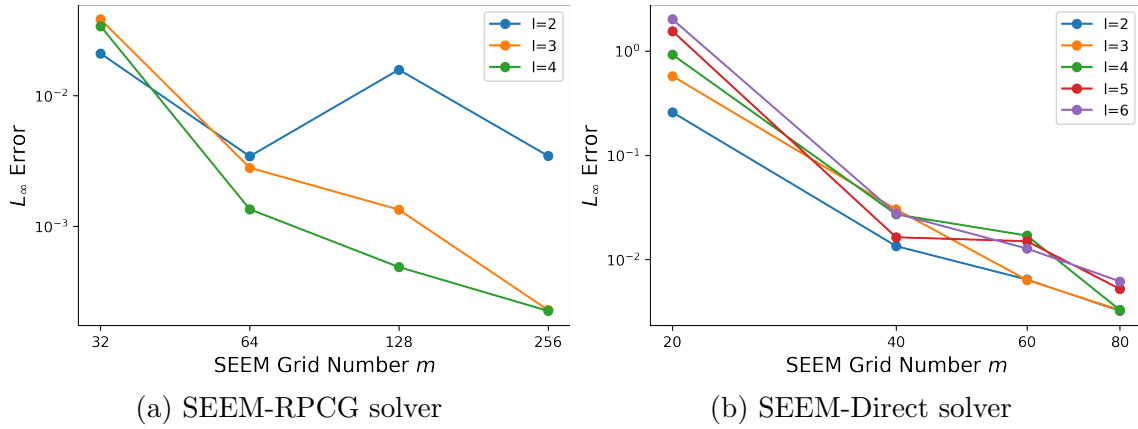 10⁻²
10⁻³
L∞ Error
l=2
l=3
l=4
32
64
128
256
SEEM Grid Number m
(a) SEEM-RPCG solver
10⁰
10⁻¹
10⁻²
L∞ Error
l=2
l=3
l=4
l=5
l=6
20
40
60
80
SEEM Grid Number m
(b) SEEM-Direct solver